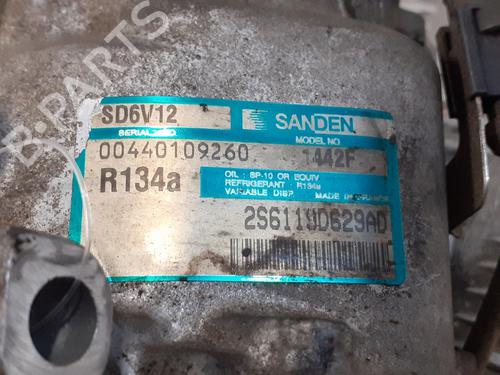 B-PARTS
SD6V12
SANDEN
SERIAL NO.
MODEL NO.
00440109260
1442F
R134a
OIL : SP-10 OR EQUIV
REFRIGERANT : R134a
VARIABLE DISP. MADE IN FRANCE
2S6119D629AD